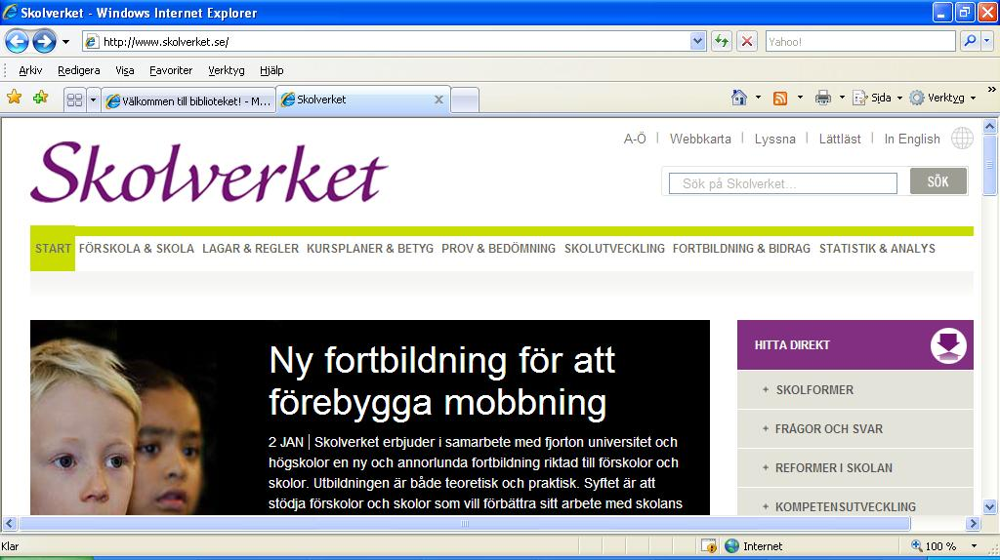 Skolverket - Windows Internet Explorer
http://www.skolverket.se/
Yahoo!
Arkiv Redigera Visa Favoriter Verktyg Hjälp
Välkommen till biblioteket! - M... Skolverket Sida Verktyg »
A-Ö | Webbkarta | Lyssna | Lättläst | In English
Skolverket
Sök på Skolverket... SÖK
START FÖRSKOLA & SKOLA LAGAR & REGLER KURSPLANER & BETYG PROV & BEDÖMNING SKOLUTVECKLING FORTBILDNING & BIDRAG STATISTIK & ANALYS
Ny fortbildning för att
förebygga mobbning
2 JAN | Skolverket erbjuder i samarbete med fjorton universitet och
högskolor en ny och annorlunda fortbildning riktad till förskolor och
skolor. Utbildningen är både teoretisk och praktisk. Syftet är att
stödja förskolor och skolor som vill förbättra sitt arbete med skolans
HITTA DIREKT
+ SKOLFORMER
+ FRÅGOR OCH SVAR
+ REFORMER I SKOLAN
+ KOMPETENSUTVECKLING
Klar Internet 100 %